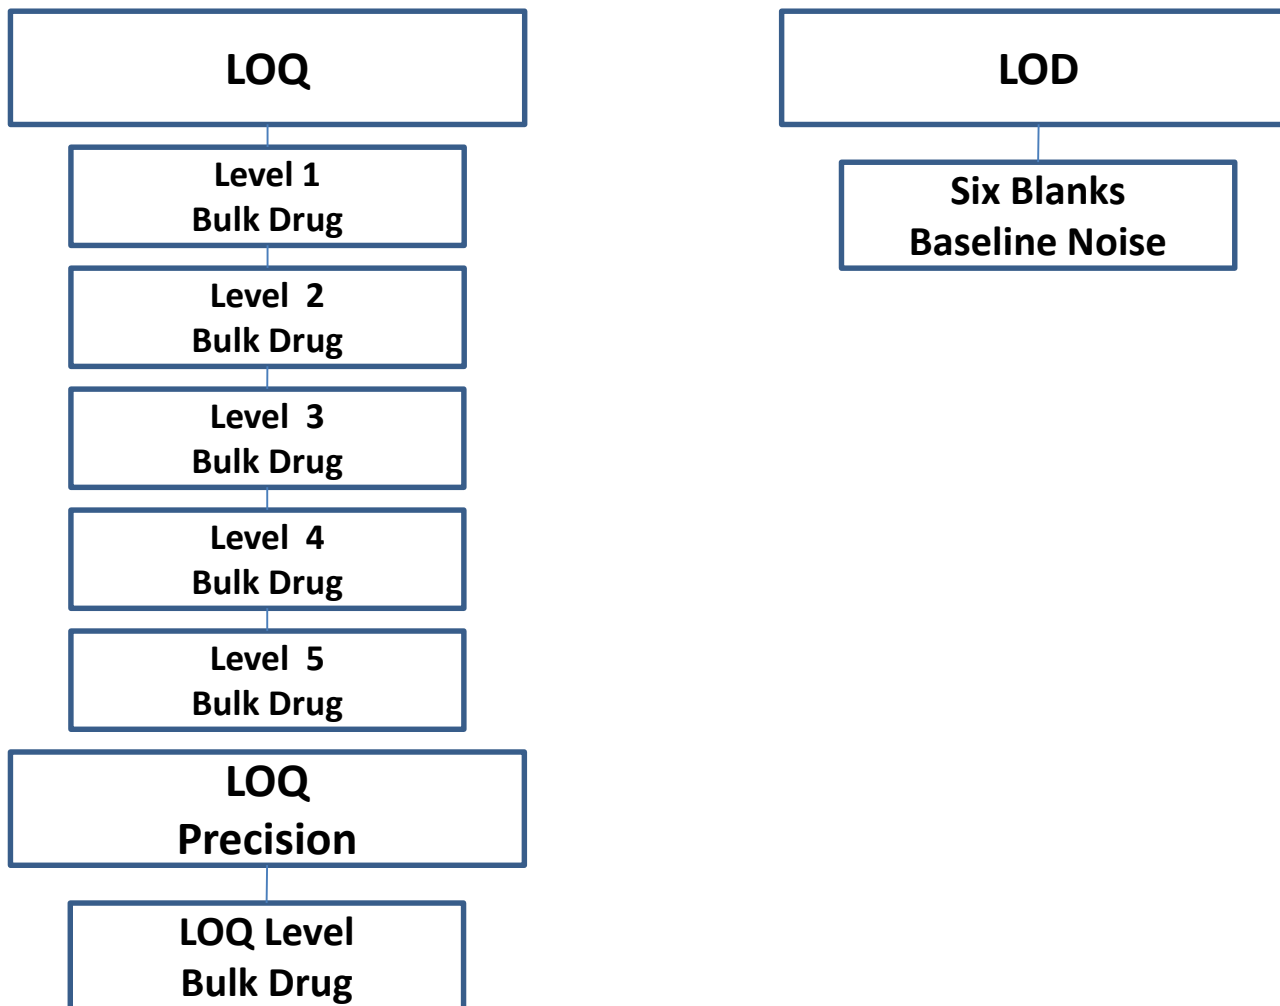 LOQ
Level 1
Bulk Drug
Level 2
Bulk Drug
Level 3
Bulk Drug
Level 4
Bulk Drug
Level 5
Bulk Drug
LOQ
Precision
LOQ Level
Bulk Drug
LOD
Six Blanks
Baseline Noise